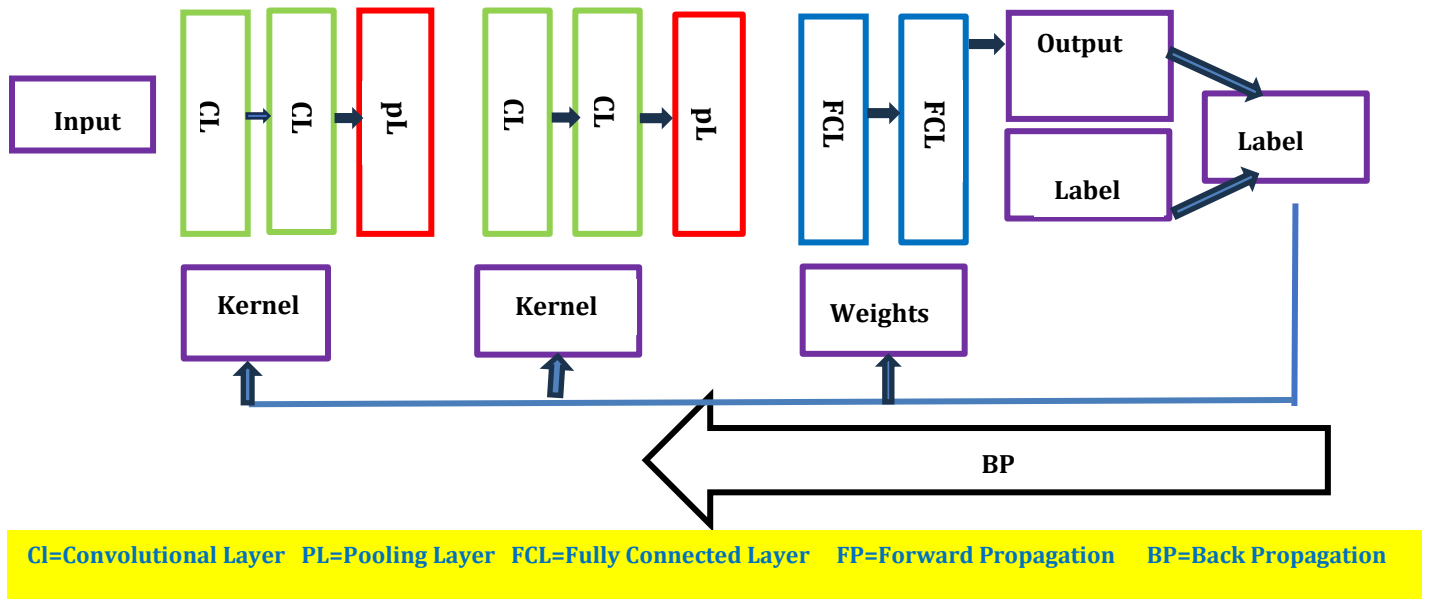 Input
CL
CL
pL
CL
CL
pL
FCL
FCL
Output
Label
Label
Kernel
Kernel
Weights
BP
Cl=Convolutional Layer PL=Pooling Layer FCL=Fully Connected Layer FP=Forward Propagation BP=Back Propagation